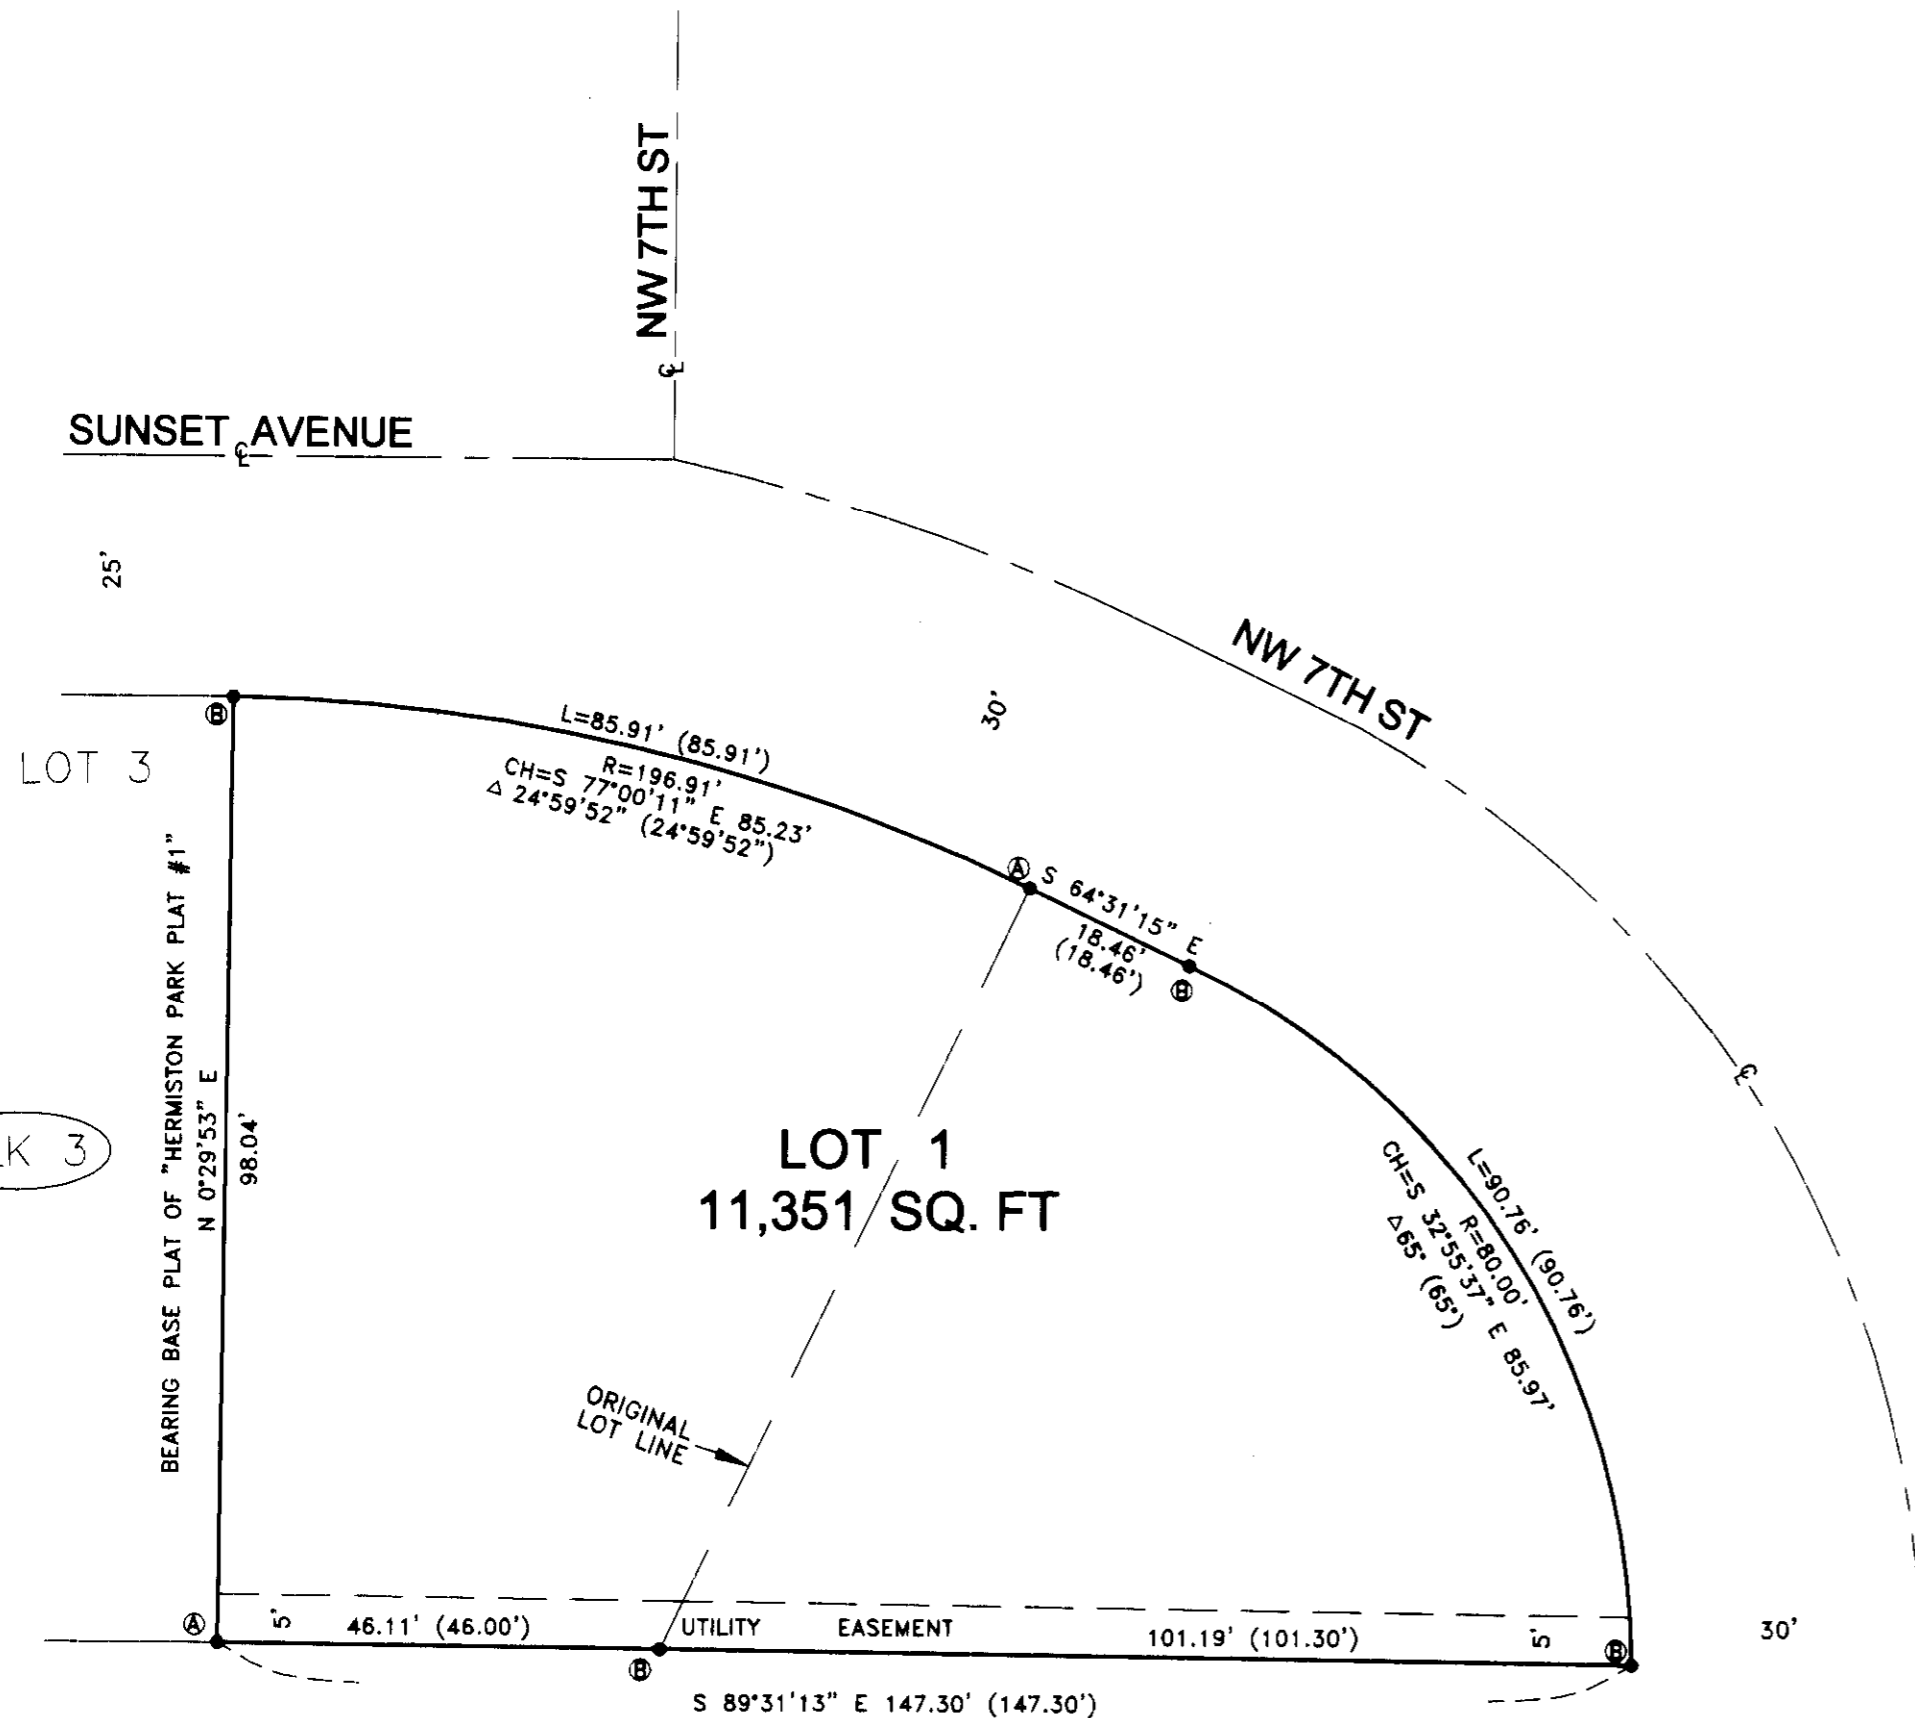 NW 7TH ST
℄
SUNSET AVENUE
℄
25'
NW 7TH ST
30'
Ⓑ
L=85.91' (85.91')
R=196.91'
CH=S 77°00'11" E 85.23'
Δ 24°59'52" (24°59'52")
LOT 3
Ⓐ
S 64°31'15" E
18.46'
(18.46')
Ⓑ
BEARING BASE PLAT OF "HERMISTON PARK PLAT #1"
N 0°29'53" E
98.04'
℄
K 3
LOT 1
11,351 SQ. FT
L=90.76' (90.76')
R=80.00'
CH=S 32°55'37" E 85.97'
Δ65° (65°)
ORIGINAL
LOT LINE
Ⓐ
5'
46.11' (46.00')
UTILITY EASEMENT
101.19' (101.30')
5'
Ⓑ
30'
Ⓑ
S 89°31'13" E 147.30' (147.30')